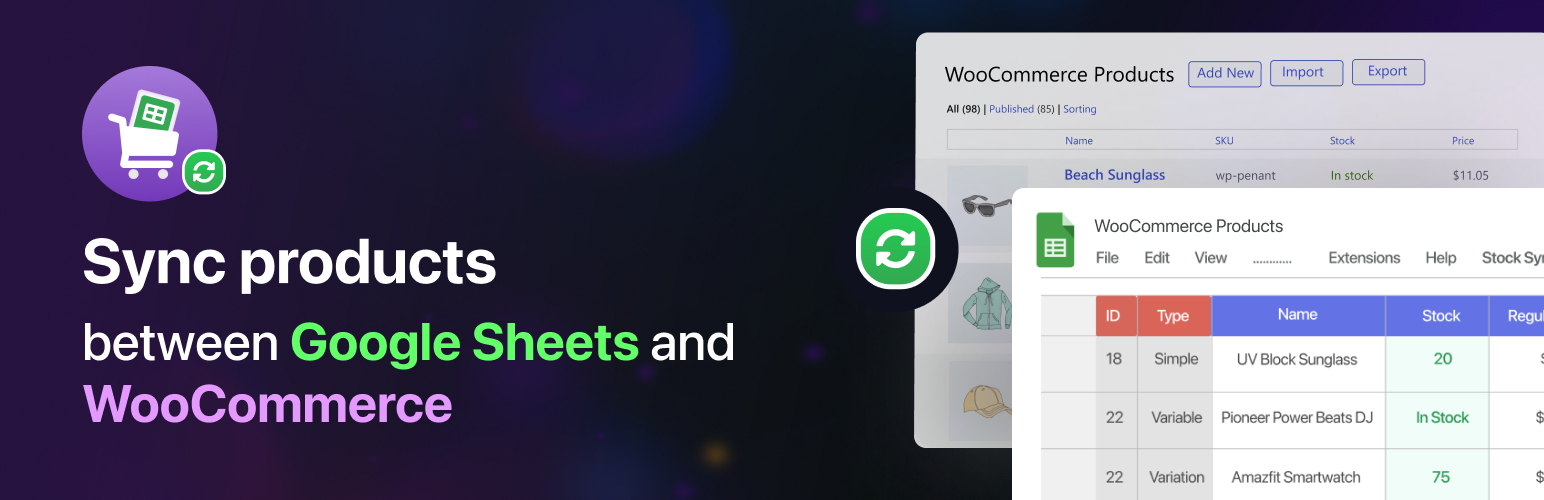 Sync products
between Google Sheets and
WooCommerce
WooCommerce Products Add New Import Export
All (98) | Published (85) | Sorting
Name SKU Stock Price
Beach Sunglass wp-penant In stock $11.05
WooCommerce Products
File Edit View ............ Extensions Help Stock Syn
ID Type Name Stock Regul
18 Simple UV Block Sunglass 20 $
22 Variable Pioneer Power Beats DJ In Stock $
22 Variation Amazfit Smartwatch 75 $